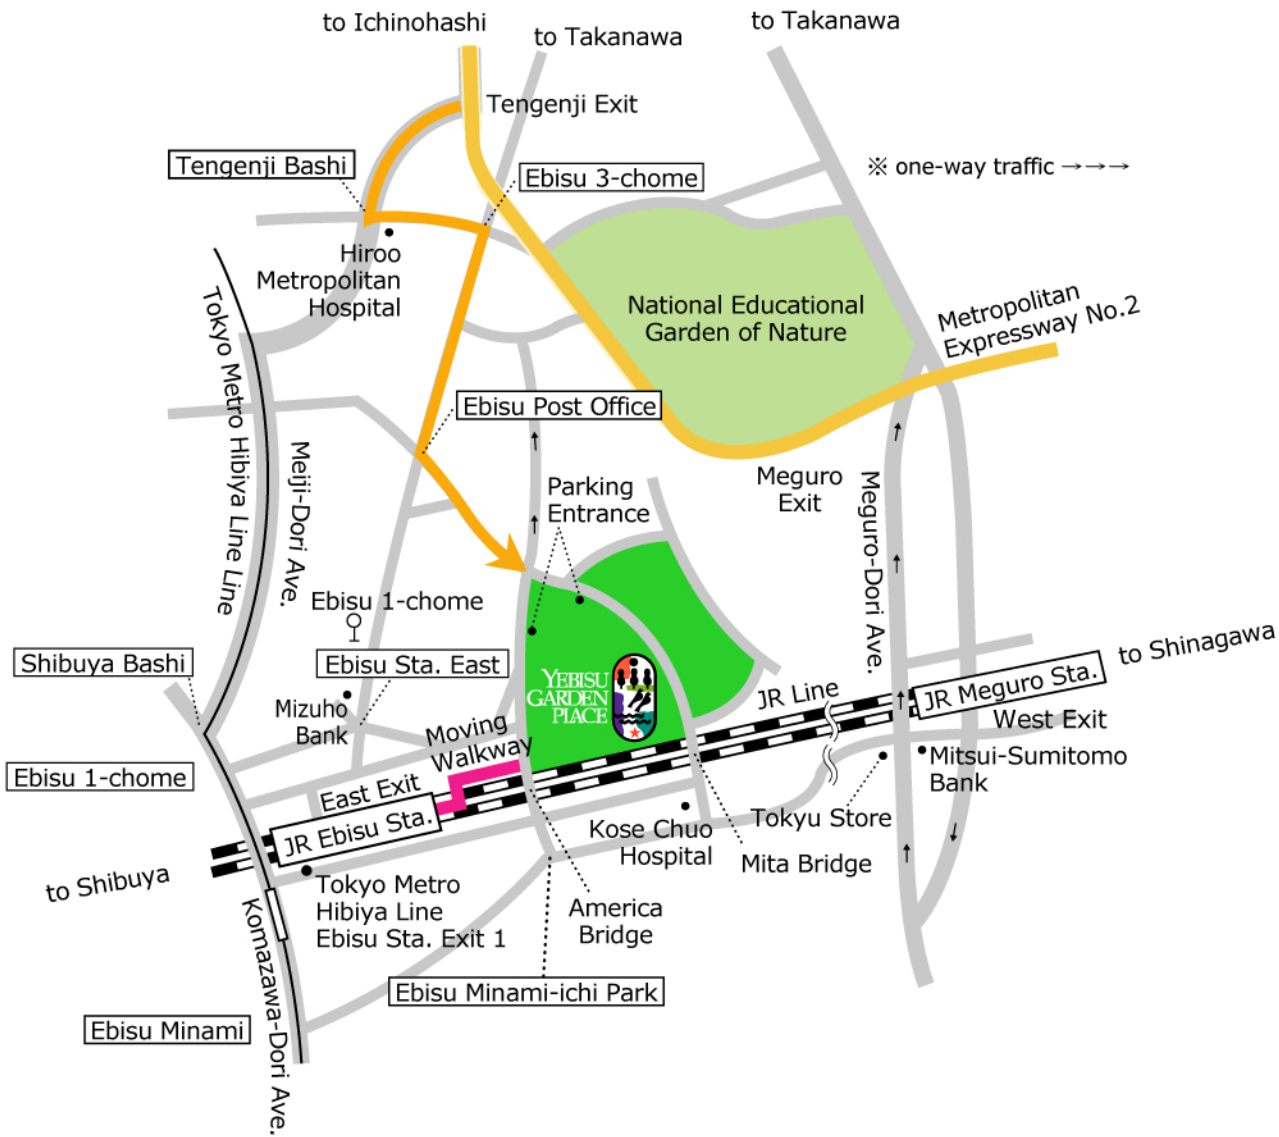 to Ichinohashi
to Takanawa
to Takanawa
Tengenji Exit
Tengenji Bashi
Ebisu 3-chome
※ one-way traffic →→→
Hiroo
Metropolitan
Hospital
National Educational
Garden of Nature
Metropolitan
Expressway No.2
Tokyo Metro Hibiya Line Line
Meiji-Dori Ave.
Ebisu Post Office
Parking
Entrance
Meguro
Exit
Meguro-Dori Ave.
Ebisu 1-chome
Shibuya Bashi
Ebisu Sta. East
YEBISU
GARDEN
PLACE
to Shinagawa
JR Line
JR Meguro Sta.
West Exit
Mizuho
Bank
Moving
Walkway
Mitsui-Sumitomo
Bank
Ebisu 1-chome
East Exit
JR Ebisu Sta.
Kose Chuo
Hospital
Tokyu Store
Mita Bridge
to Shibuya
Tokyo Metro
Hibiya Line
Ebisu Sta. Exit 1
America
Bridge
Komazawa-Dori Ave.
Ebisu Minami-ichi Park
Ebisu Minami